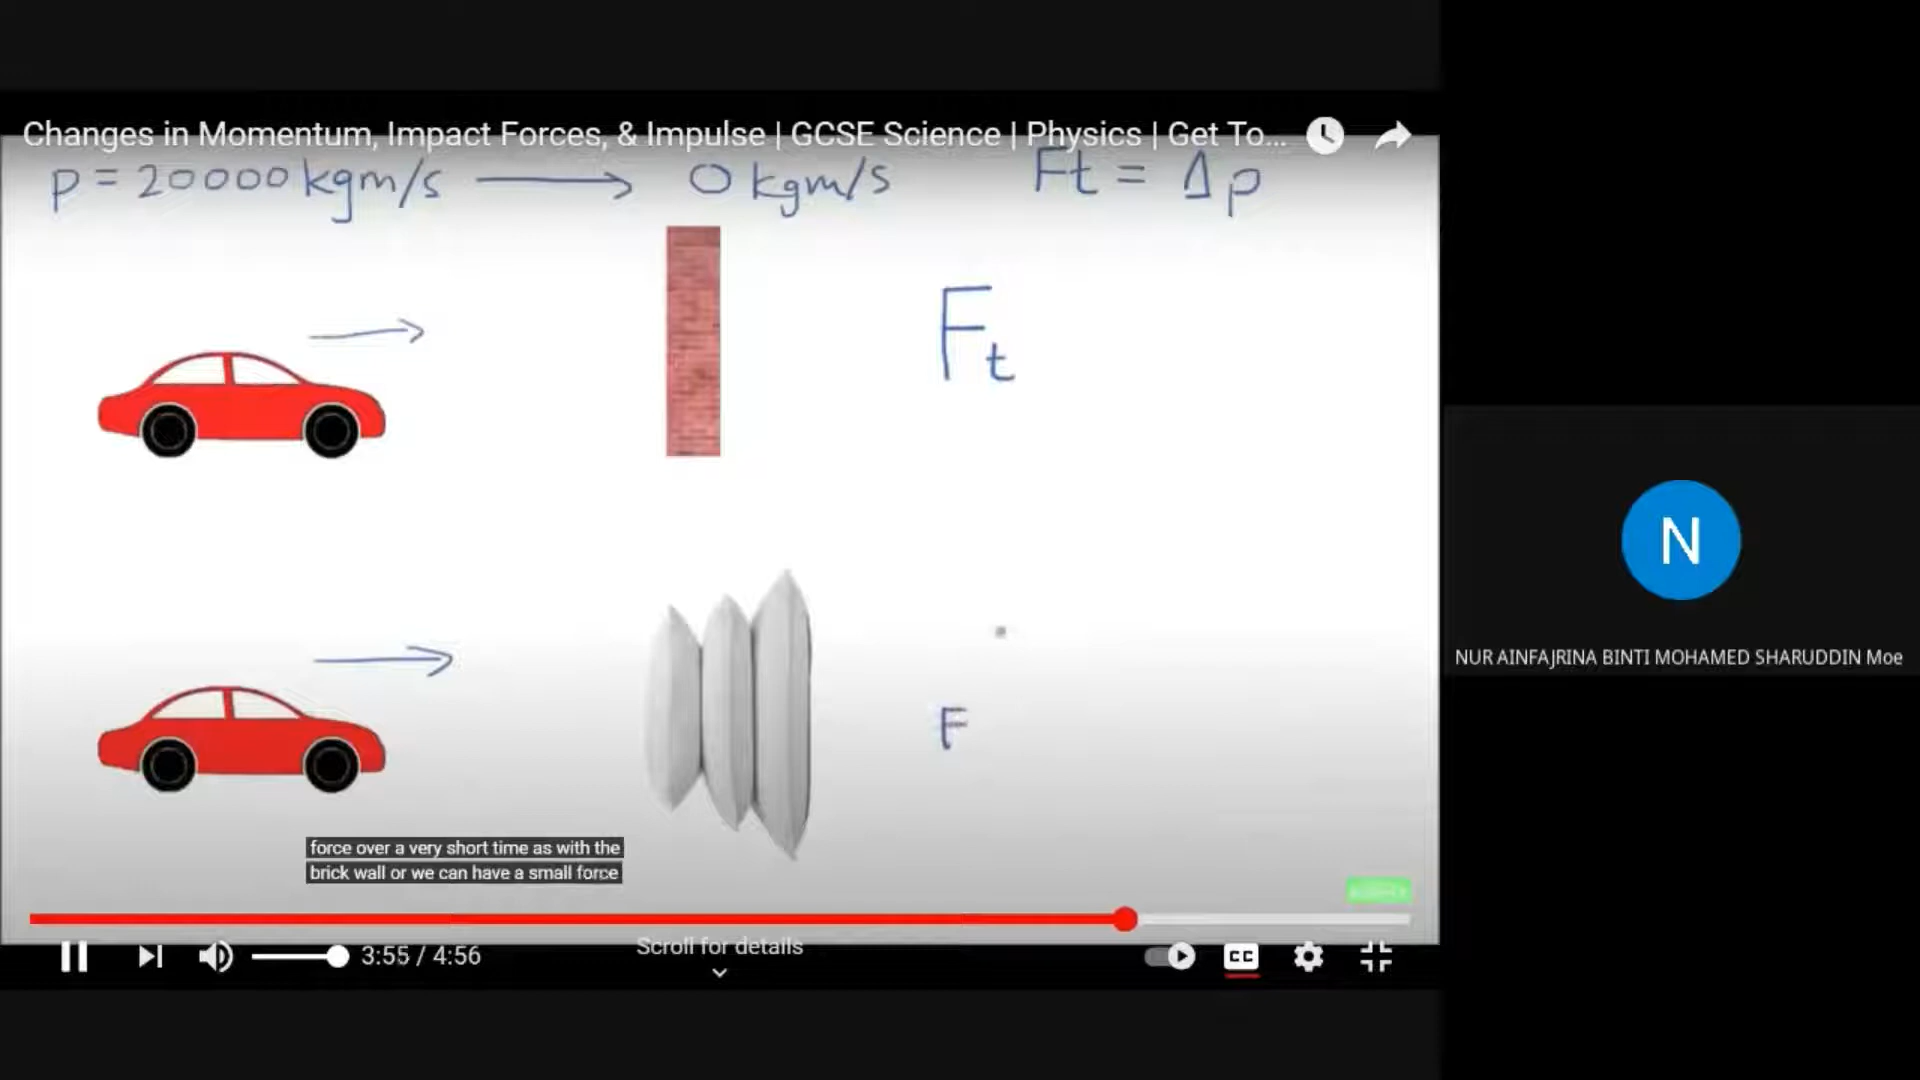 Changes in Momentum, Impact Forces, & Impulse | GCSE Science | Physics | Get To...
p = 20000 kgm/s → 0 kgm/s Ft = Δp
Ft
N
NUR AINFAJRINA BINTI MOHAMED SHARUDDIN Moe
F
force over a very short time as with the
brick wall or we can have a small force
3:55 / 4:56
Scroll for details
CC